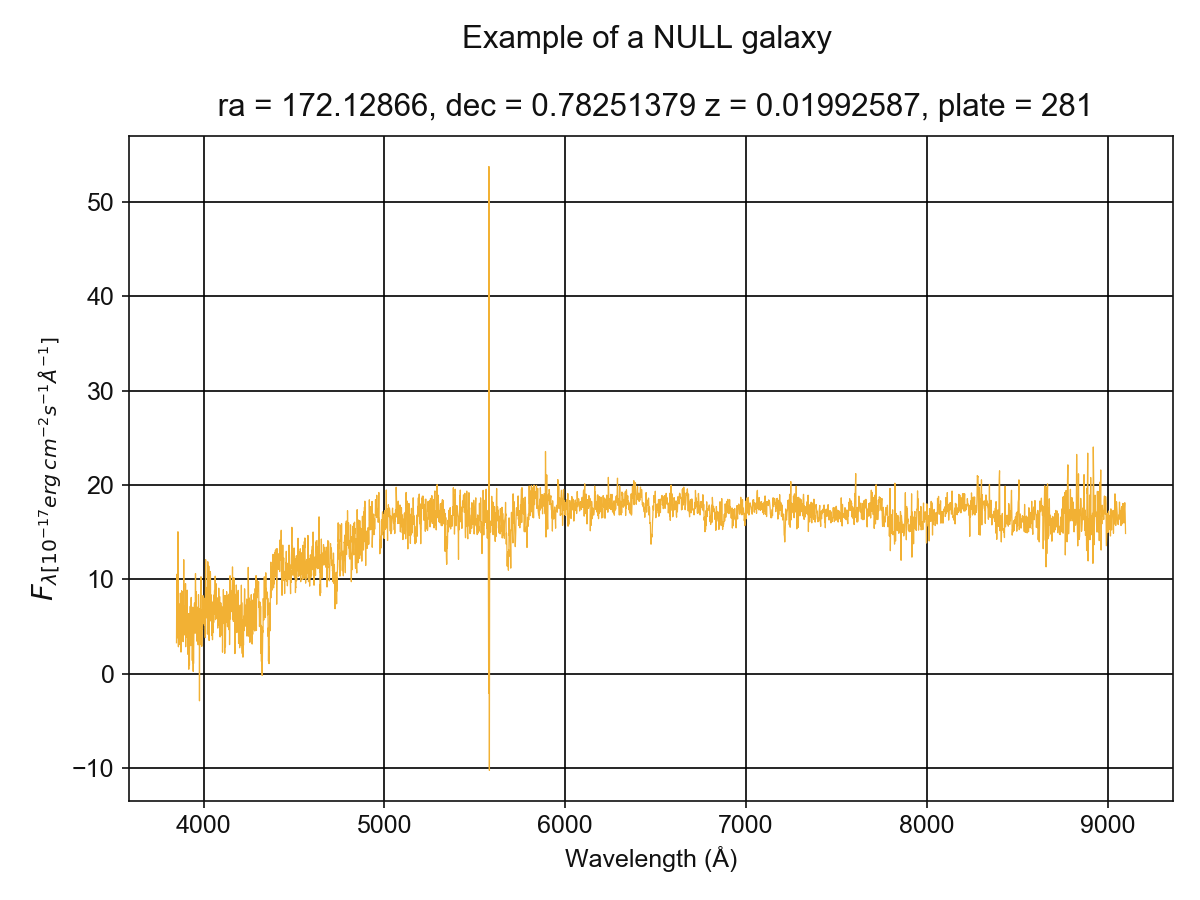 Example of a NULL galaxy
ra = 172.12866, dec = 0.78251379 z = 0.01992587, plate = 281
50
40
30
20
10
0
−10
F_{λ[10^{−17} erg cm^{−2} s^{−1} Å^{−1}]}
4000 5000 6000 7000 8000 9000
Wavelength (Å)